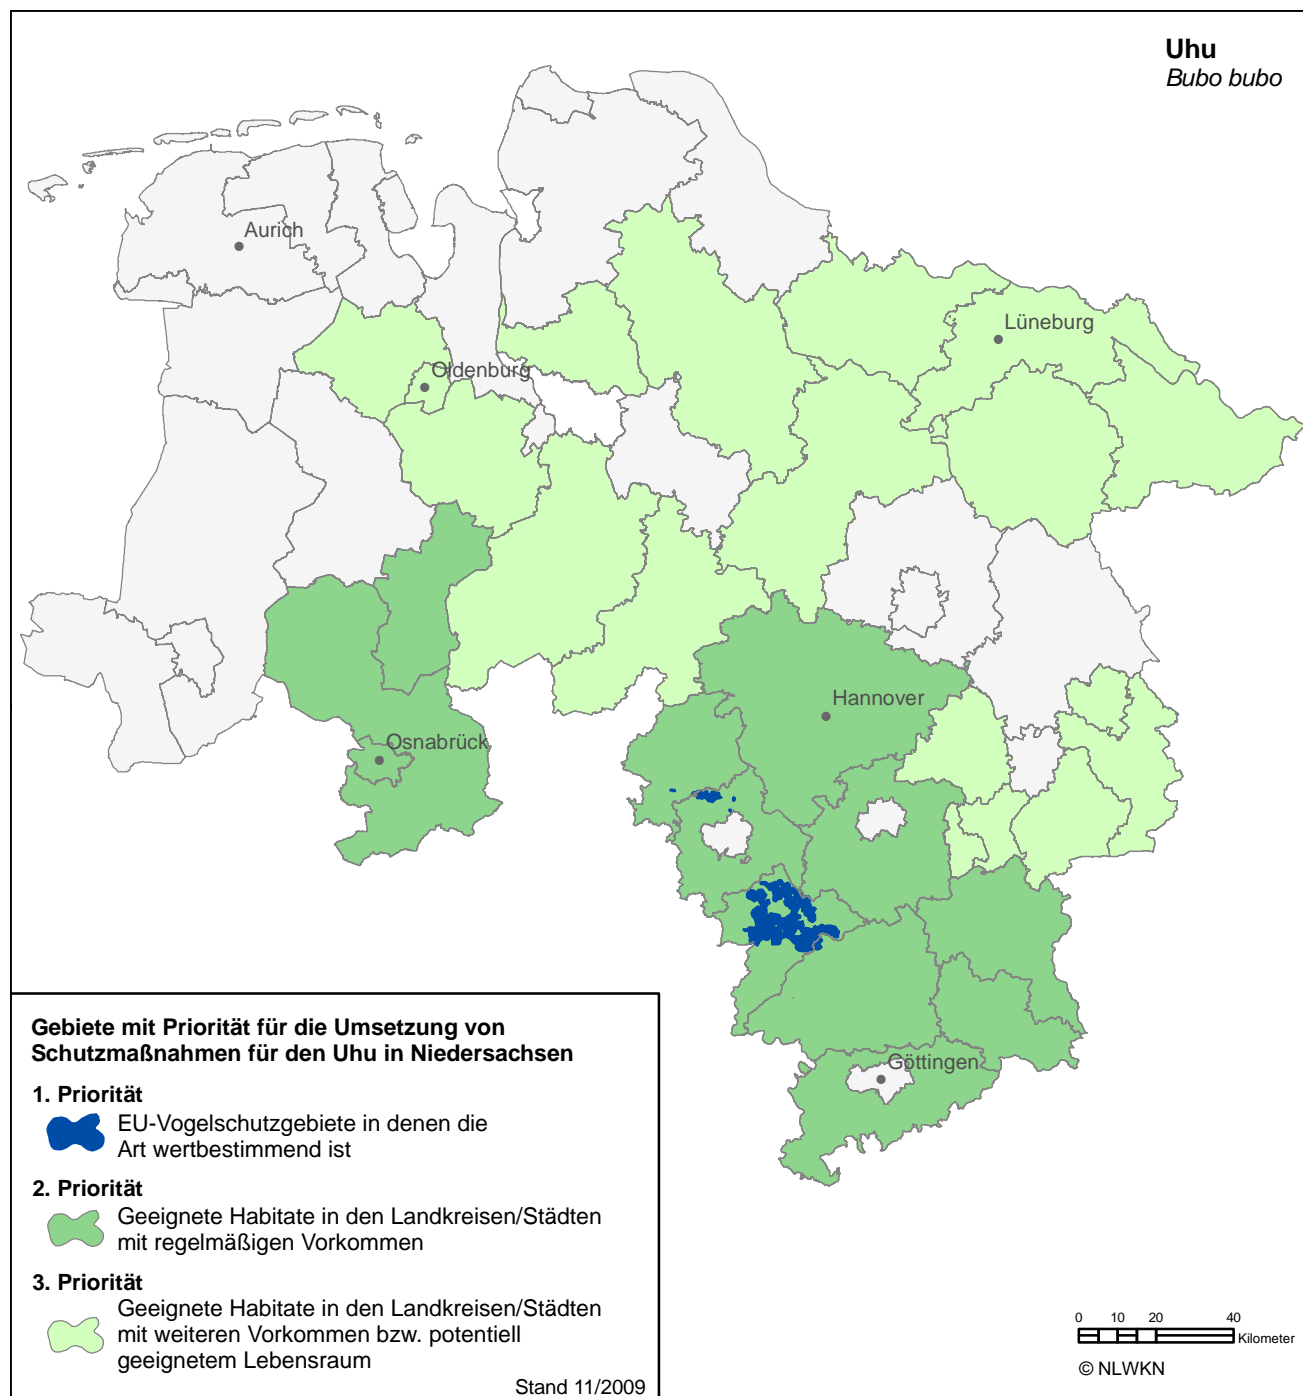 Uhu
Bubo bubo
Aurich
Lüneburg
Oldenburg
Hannover
Osnabrück
Göttingen
Gebiete mit Priorität für die Umsetzung von
Schutzmaßnahmen für den Uhu in Niedersachsen
1. Priorität
EU-Vogelschutzgebiete in denen die
Art wertbestimmend ist
2. Priorität
Geeignete Habitate in den Landkreisen/Städten
mit regelmäßigen Vorkommen
3. Priorität
Geeignete Habitate in den Landkreisen/Städten
mit weiteren Vorkommen bzw. potentiell
geeignetem Lebensraum
Stand 11/2009
0 10 20 40
Kilometer
© NLWKN